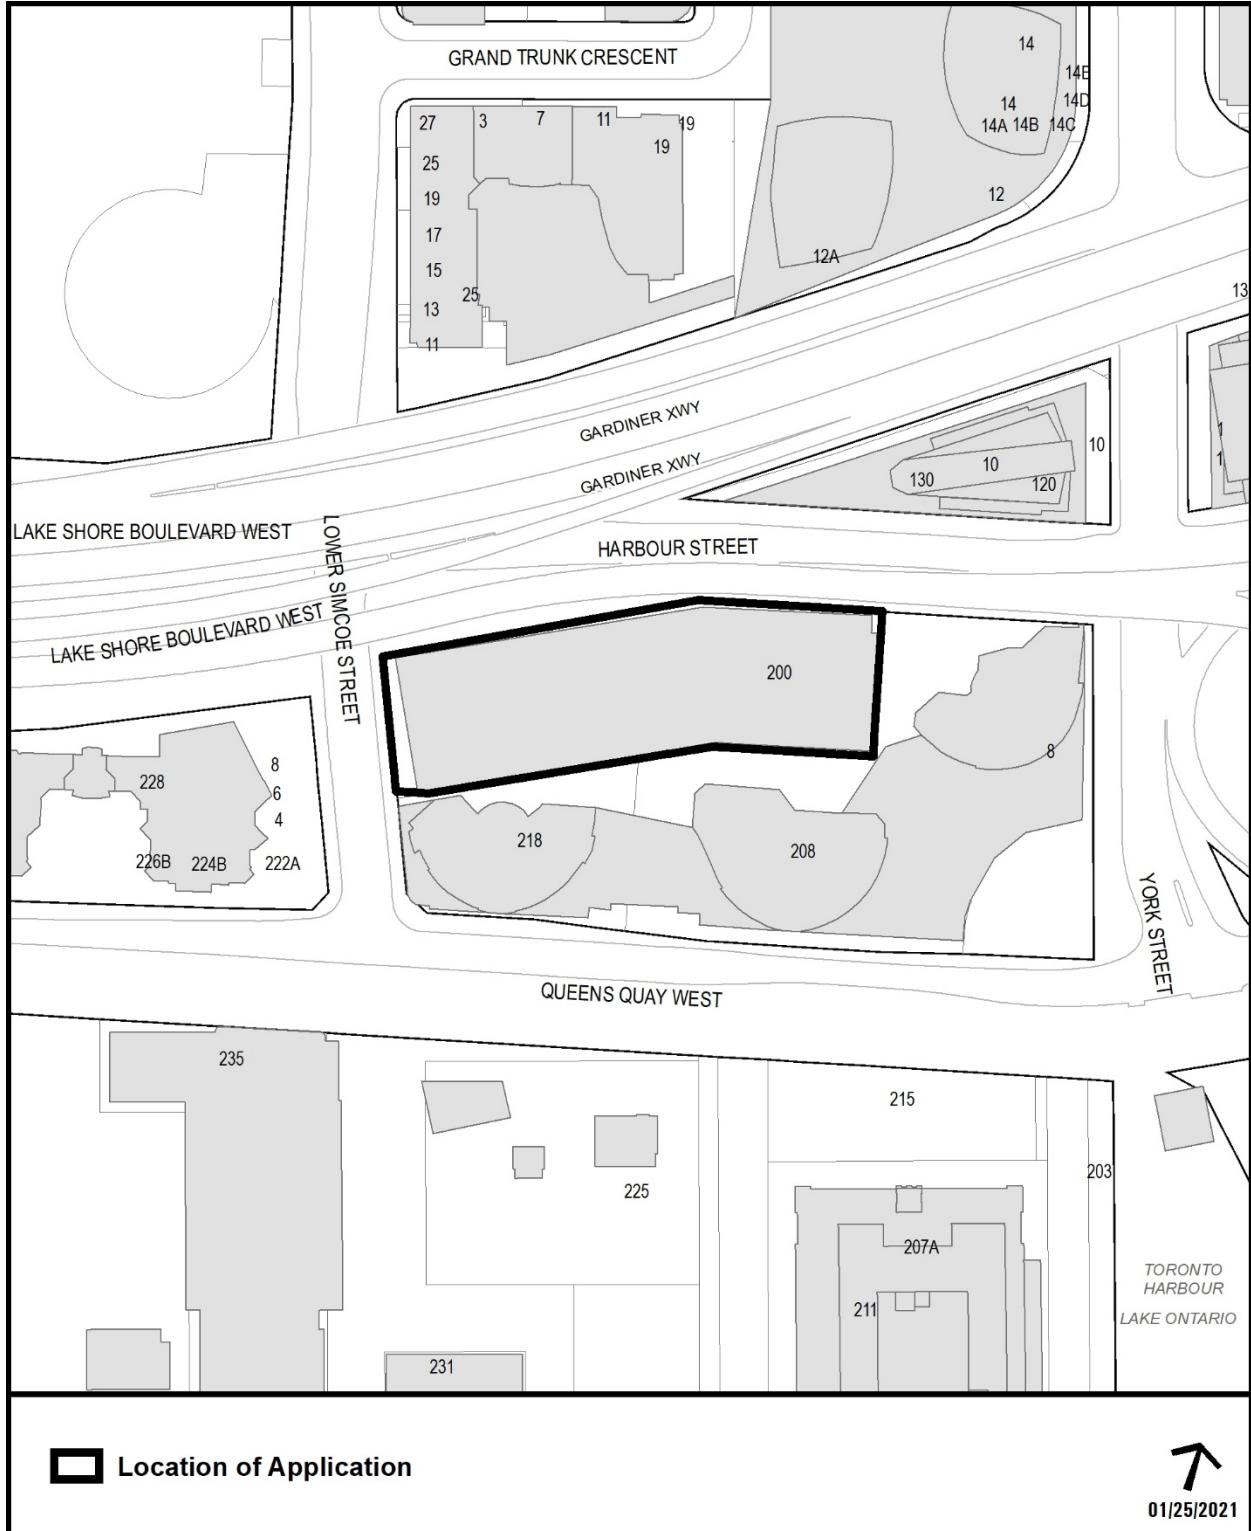 GRAND TRUNK CRESCENT
14
14E
14
14D
14A 14B 14C
27 3 7 11 19
19
25
19
12
17
12A
15
25
13
13
11
GARDINER XWY
GARDINER XWY
10
10
130
120
1
1
LAKE SHORE BOULEVARD WEST
LOWER SIMCOE STREET
HARBOUR STREET
LAKE SHORE BOULEVARD WEST
200
8
8
228
6
4
218
208
226B 224B 222A
YORK STREET
QUEENS QUAY WEST
235
215
203
225
207A
211
231
TORONTO
HARBOUR
LAKE ONTARIO
Location of Application
01/25/2021